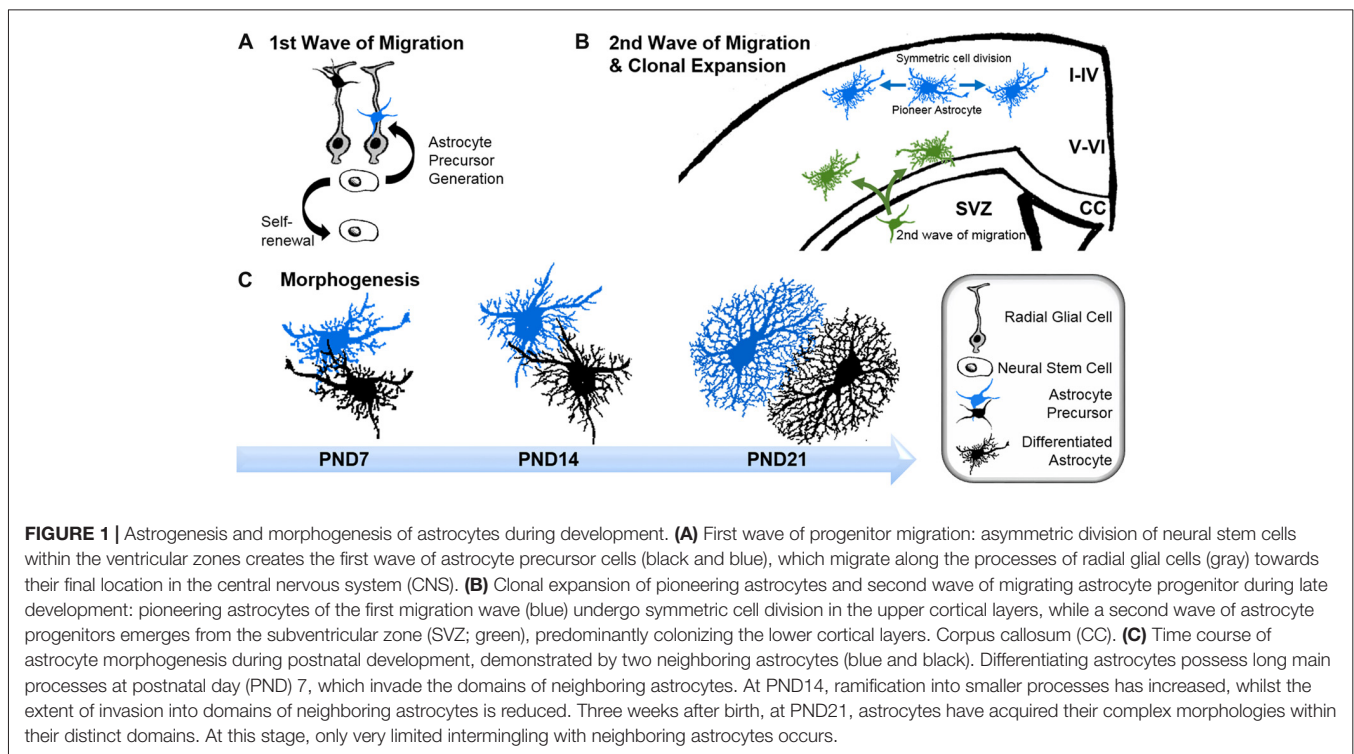 A 1st Wave of Migration
Astrocyte
Precursor
Generation
Self-
renewal
B 2nd Wave of Migration
& Clonal Expansion
Symmetric cell division
Pioneer Astrocyte
I-IV
V-VI
SVZ
CC
2nd wave of migration
C Morphogenesis
PND7
PND14
PND21
Radial Glial Cell
Neural Stem Cell
Astrocyte
Precursor
Differentiated
Astrocyte
FIGURE 1 | Astrogenesis and morphogenesis of astrocytes during development. (A) First wave of progenitor migration: asymmetric division of neural stem cells
within the ventricular zones creates the first wave of astrocyte precursor cells (black and blue), which migrate along the processes of radial glial cells (gray) towards
their final location in the central nervous system (CNS). (B) Clonal expansion of pioneering astrocytes and second wave of migrating astrocyte progenitor during late
development: pioneering astrocytes of the first migration wave (blue) undergo symmetric cell division in the upper cortical layers, while a second wave of astrocyte
progenitors emerges from the subventricular zone (SVZ; green), predominantly colonizing the lower cortical layers. Corpus callosum (CC). (C) Time course of
astrocyte morphogenesis during postnatal development, demonstrated by two neighboring astrocytes (blue and black). Differentiating astrocytes possess long main
processes at postnatal day (PND) 7, which invade the domains of neighboring astrocytes. At PND14, ramification into smaller processes has increased, whilst the
extent of invasion into domains of neighboring astrocytes is reduced. Three weeks after birth, at PND21, astrocytes have acquired their complex morphologies within
their distinct domains. At this stage, only very limited intermingling with neighboring astrocytes occurs.